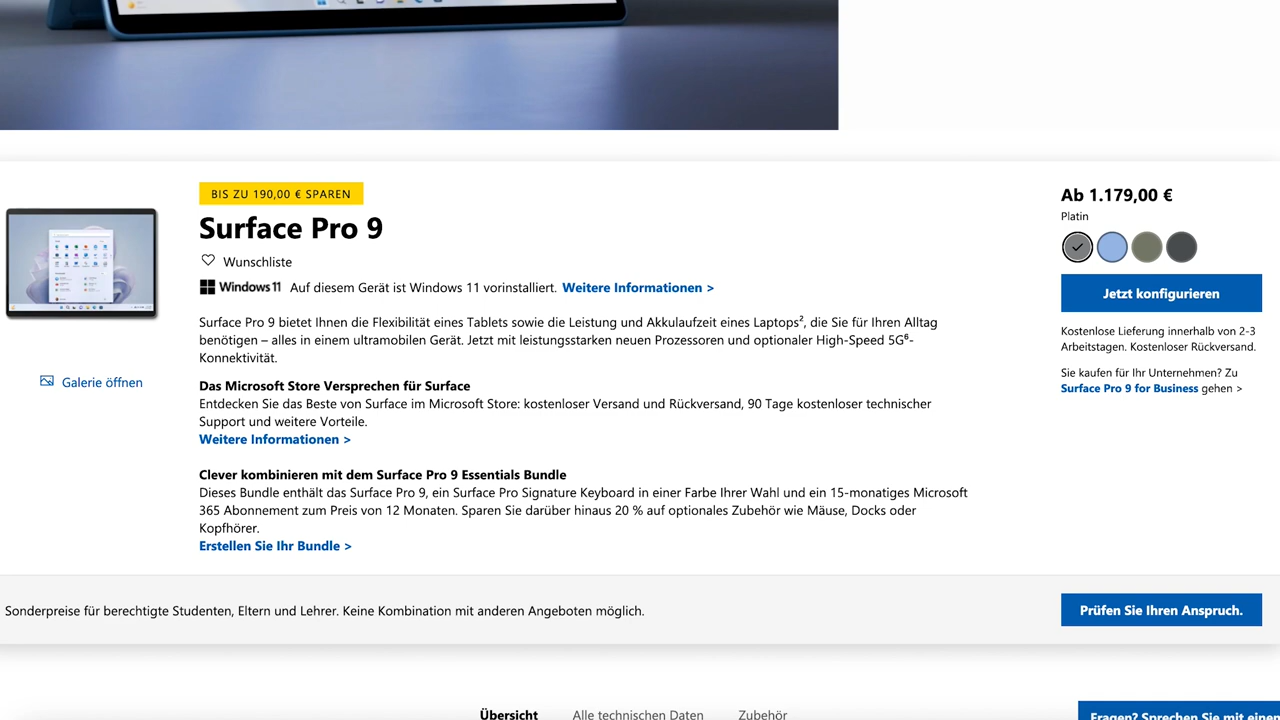 BIS ZU 190,00 € SPAREN
Surface Pro 9
Wunschliste
Windows 11 Auf diesem Gerät ist Windows 11 vorinstalliert. Weitere Informationen >
Surface Pro 9 bietet Ihnen die Flexibilität eines Tablets sowie die Leistung und Akkulaufzeit eines Laptops², die Sie für Ihren Alltag
benötigen – alles in einem ultramobilen Gerät. Jetzt mit leistungsstarken neuen Prozessoren und optionaler High-Speed 5G⁶-
Konnektivität.
Galerie öffnen
Das Microsoft Store Versprechen für Surface
Entdecken Sie das Beste von Surface im Microsoft Store: kostenloser Versand und Rückversand, 90 Tage kostenloser technischer
Support und weitere Vorteile.
Weitere Informationen >
Clever kombinieren mit dem Surface Pro 9 Essentials Bundle
Dieses Bundle enthält das Surface Pro 9, ein Surface Pro Signature Keyboard in einer Farbe Ihrer Wahl und ein 15-monatiges Microsoft
365 Abonnement zum Preis von 12 Monaten. Sparen Sie darüber hinaus 20 % auf optionales Zubehör wie Mäuse, Docks oder
Kopfhörer.
Erstellen Sie Ihr Bundle >
Ab 1.179,00 €
Platin
Jetzt konfigurieren
Kostenlose Lieferung innerhalb von 2-3
Arbeitstagen. Kostenloser Rückversand.
Sie kaufen für Ihr Unternehmen? Zu
Surface Pro 9 for Business gehen >
Sonderpreise für berechtigte Studenten, Eltern und Lehrer. Keine Kombination mit anderen Angeboten möglich.
Prüfen Sie Ihren Anspruch.
Übersicht
Alle technischen Daten
Zubehör
Fragen? Sprechen Sie mit einem